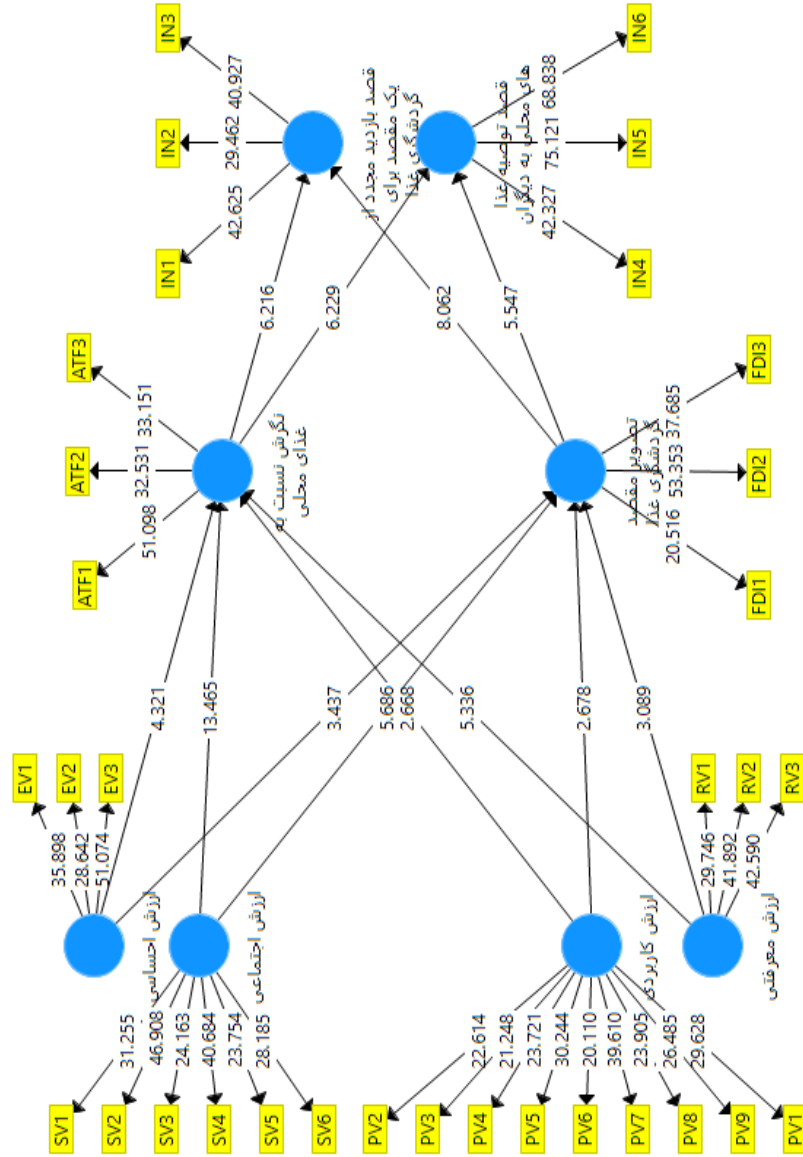 EV1
EV2
EV3
35.898
28.642
51.074
ارزش احساسی
SV1
SV2
SV3
SV4
SV5
SV6
31.255
46.908
24.163
40.684
23.754
28.185
ارزش اجتماعی
PV2
PV3
PV4
PV5
PV6
PV7
PV8
PV9
PV1
22.614
21.248
23.721
30.244
20.110
39.610
23.905
26.485
29.628
ارزش کاربردی
RV1
RV2
RV3
29.746
41.892
42.590
ارزش معرفتی
4.321
13.465
3.437
5.686
2.668
5.336
2.678
3.089
ATF1
ATF2
ATF3
51.098
32.531
33.151
نگرش نسبت به
غذای محلی
تصویر مقصد
گردشگری غذا
20.516
53.353
37.685
FDI1
FDI2
FDI3
6.216
6.229
8.062
5.547
IN1
IN2
IN3
42.625
29.462
40.927
قصد بازدید مجدد از
یک مقصد برای
گردشگری غذا
قصد توصیه غذا
های محلی به دیگران
42.327
75.121
68.838
IN4
IN5
IN6